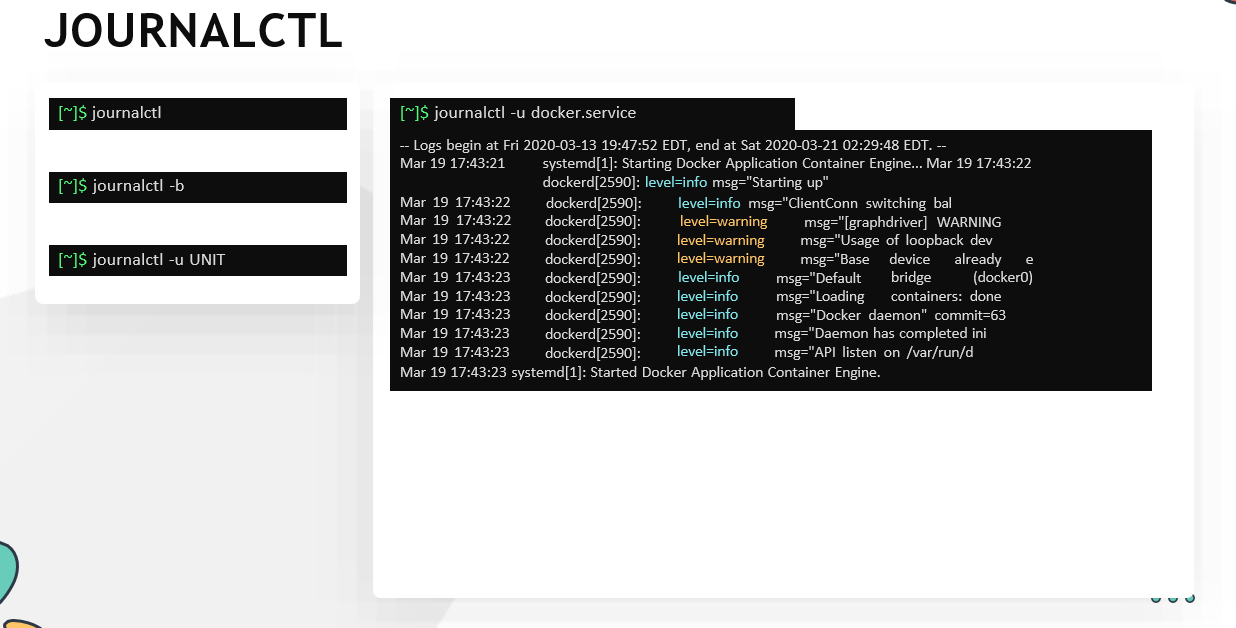 JOURNALCTL
[~]$ journalctl
[~]$ journalctl -b
[~]$ journalctl -u UNIT
[~]$ journalctl -u docker.service
-- Logs begin at Fri 2020-03-13 19:47:52 EDT, end at Sat 2020-03-21 02:29:48 EDT. --
Mar 19 17:43:21 systemd[1]: Starting Docker Application Container Engine... Mar 19 17:43:22
dockerd[2590]: level=info msg="Starting up"
Mar 19 17:43:22 dockerd[2590]: level=info msg="ClientConn switching bal
Mar 19 17:43:22 dockerd[2590]: level=warning msg="[graphdriver] WARNING
Mar 19 17:43:22 dockerd[2590]: level=warning msg="Usage of loopback dev
Mar 19 17:43:22 dockerd[2590]: level=warning msg="Base device already e
Mar 19 17:43:23 dockerd[2590]: level=info msg="Default bridge (docker0)
Mar 19 17:43:23 dockerd[2590]: level=info msg="Loading containers: done
Mar 19 17:43:23 dockerd[2590]: level=info msg="Docker daemon" commit=63
Mar 19 17:43:23 dockerd[2590]: level=info msg="Daemon has completed ini
Mar 19 17:43:23 dockerd[2590]: level=info msg="API listen on /var/run/d
Mar 19 17:43:23 systemd[1]: Started Docker Application Container Engine.